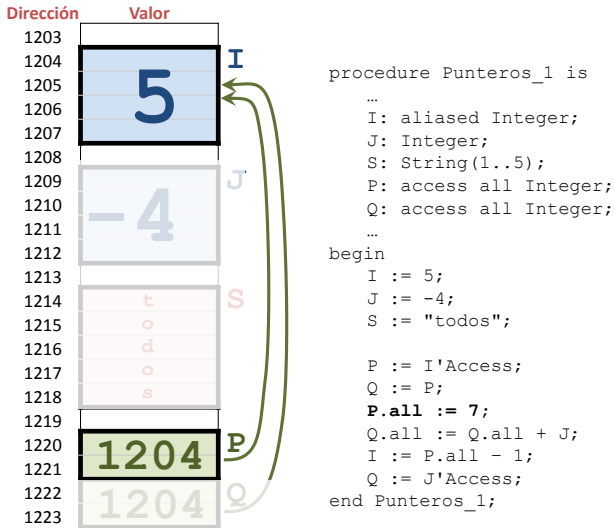 Dirección Valor
1203
1204 I
1205
5
1206
1207
1208
1209 J
1210
-4
1211
1212
1213
1214 t S
1215 o
1216 d
1217 o
1218 s
1219
1220 P
1204
1221
1222 Q
1204
1223
procedure Punteros_1 is
…
I: aliased Integer;
J: Integer;
S: String(1..5);
P: access all Integer;
Q: access all Integer;
…
begin
I := 5;
J := -4;
S := "todos";
P := I'Access;
Q := P;
P.all := 7;
Q.all := Q.all + J;
I := P.all – 1;
Q := J'Access;
end Punteros_1;